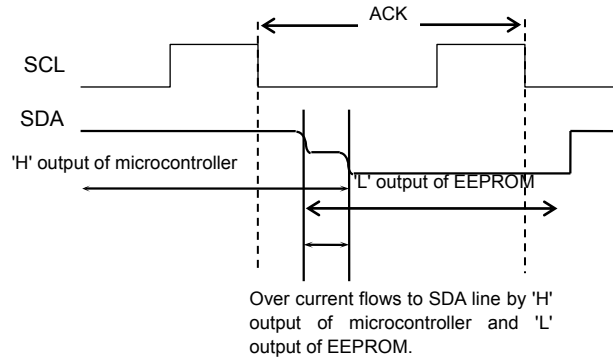 ACK
SCL
SDA
'H' output of microcontroller
'L' output of EEPROM
Over current flows to SDA line by 'H'
output of microcontroller and 'L'
output of EEPROM.